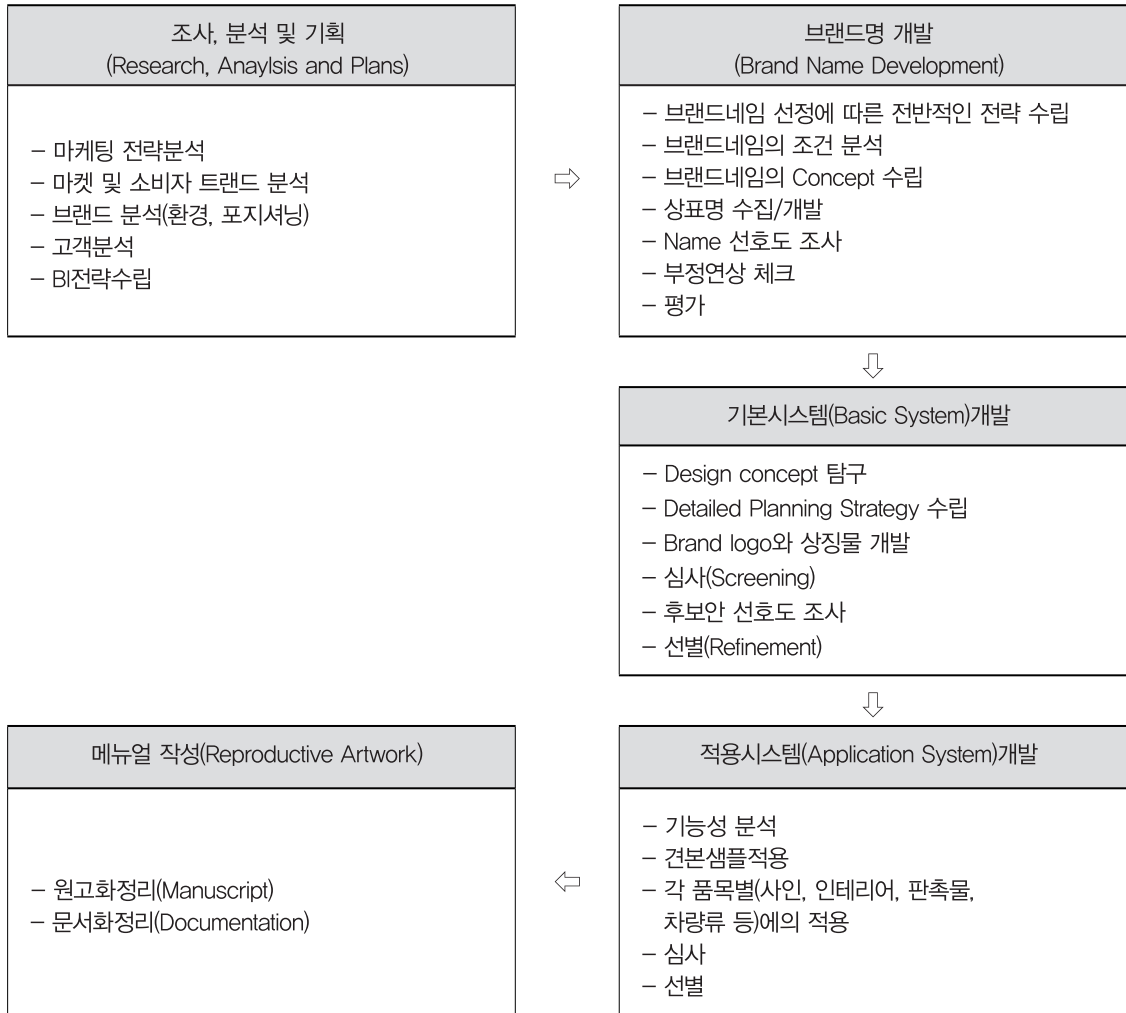 조사, 분석 및 기획
(Research, Anaylsis and Plans)
– 마케팅 전략분석
– 마켓 및 소비자 트랜드 분석
– 브랜드 분석(환경, 포지셔닝)
– 고객분석
– BI전략수립
⇨
브랜드명 개발
(Brand Name Development)
– 브랜드네임 선정에 따른 전반적인 전략 수립
– 브랜드네임의 조건 분석
– 브랜드네임의 Concept 수립
– 상표명 수집/개발
– Name 선호도 조사
– 부정연상 체크
– 평가
⇩
기본시스템(Basic System)개발
– Design concept 탐구
– Detailed Planning Strategy 수립
– Brand logo와 상징물 개발
– 심사(Screening)
– 후보안 선호도 조사
– 선별(Refinement)
⇩
적용시스템(Application System)개발
– 기능성 분석
– 견본샘플적용
– 각 품목별(사인, 인테리어, 판촉물,
차량류 등)에의 적용
– 심사
– 선별
⇦
메뉴얼 작성(Reproductive Artwork)
– 원고화정리(Manuscript)
– 문서화정리(Documentation)